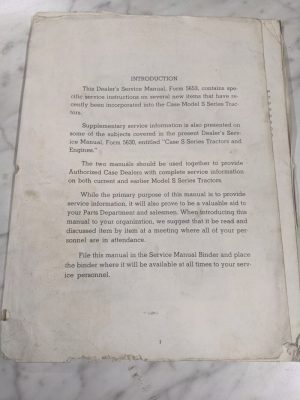 INTRODUCTION
This Dealer's Service Manual, Form 5653, contains spe-
cific service instructions on several new items that have re-
cently been incorporated into the Case Model S Series Trac-
tors.
Supplementary service information is also presented on
some of the subjects covered in the present Dealer's Serv-
ice Manual, Form 5630, entitled "Case S Series Tractors and
Engines."
The two manuals should be used together to provide
Authorized Case Dealers with complete service information
on both current and earlier Model S Series Tractors.
While the primary purpose of this manual is to provide
service information, it will also prove to be a valuable aid to
your Parts Department and salesmen. When introducing this
manual to your organization, we suggest that it be read and
discussed item by item at a meeting where all of your per-
sonnel are in attendance.
File this manual in the Service Manual Binder and place
the binder where it will be available at all times to your serv-
ice personnel.
1